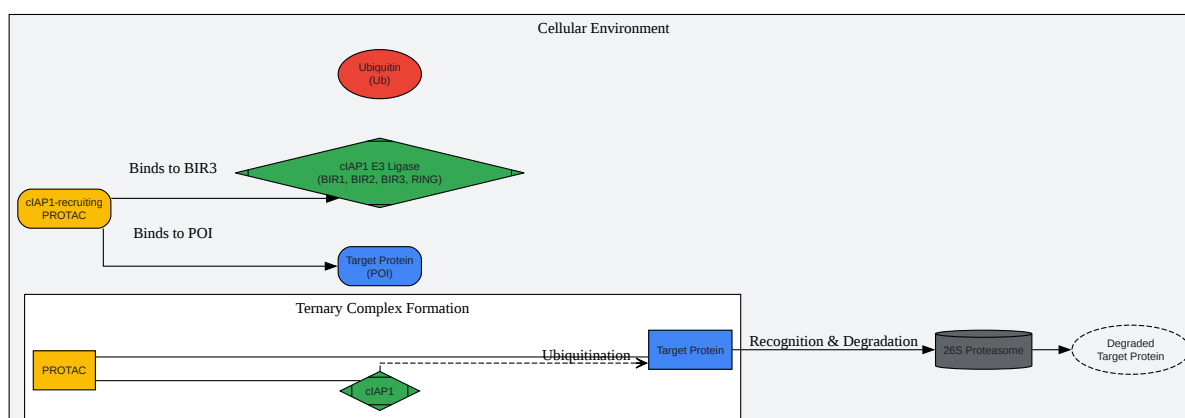 Cellular Environment
Ubiquitin
(Ub)
Binds to BIR3
cIAP1 E3 Ligase
(BIR1, BIR2, BIR3, RING)
cIAP1-recruiting
PROTAC
Binds to POI
Target Protein
(POI)
Ternary Complex Formation
PROTAC
cIAP1
Ubiquitination
Target Protein
Recognition & Degradation
26S Proteasome
Degraded
Target Protein